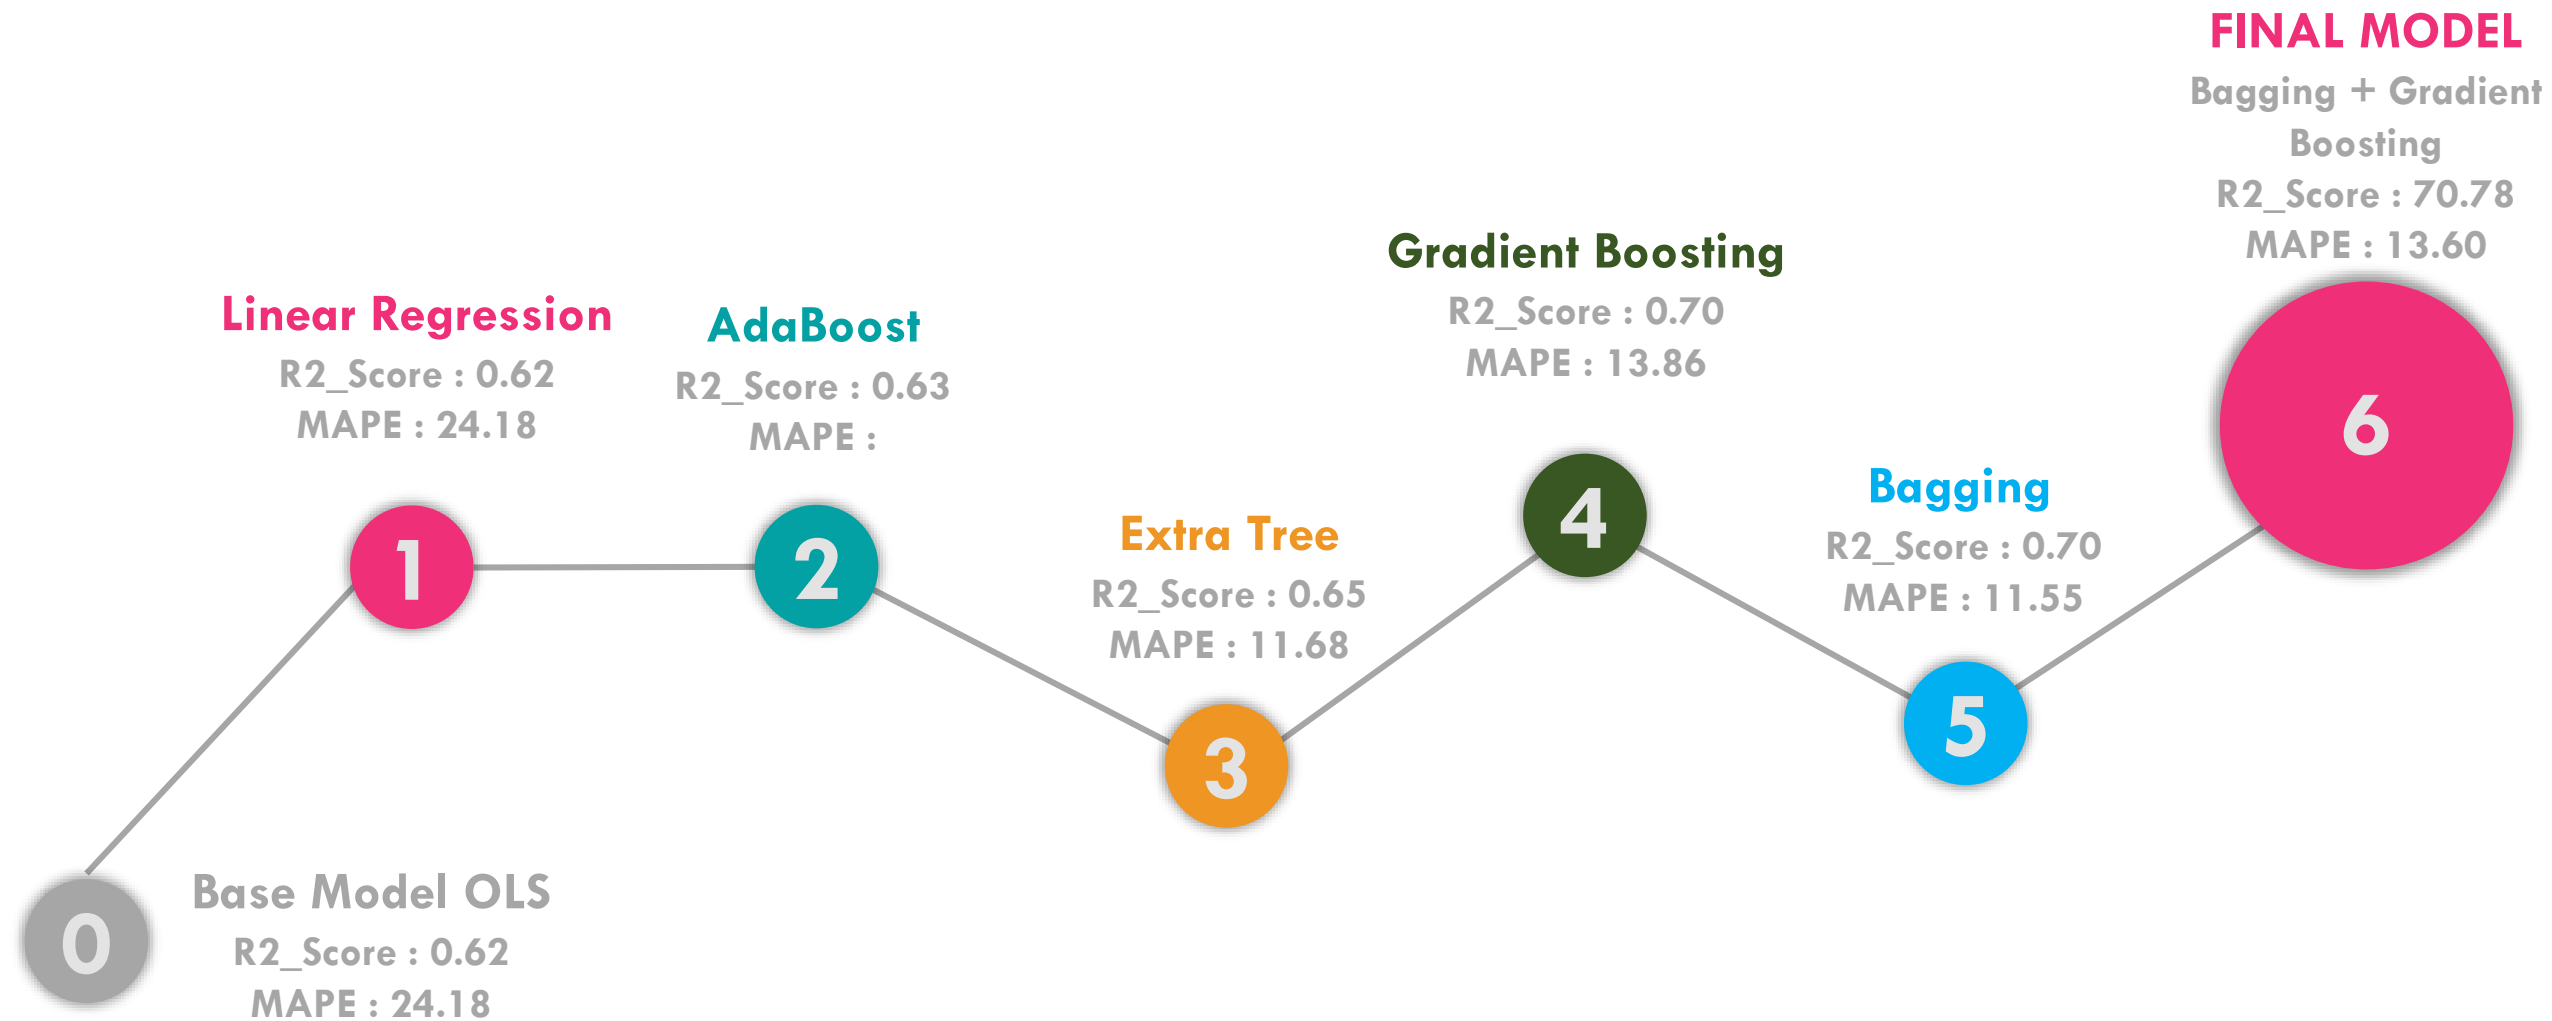 FINAL MODEL
Bagging + Gradient
Boosting
R2_Score : 70.78
MAPE : 13.60
6
Linear Regression
R2_Score : 0.62
MAPE : 24.18
1
AdaBoost
R2_Score : 0.63
MAPE :
2
Extra Tree
R2_Score : 0.65
MAPE : 11.68
3
Gradient Boosting
R2_Score : 0.70
MAPE : 13.86
4
Bagging
R2_Score : 0.70
MAPE : 11.55
5
0
Base Model OLS
R2_Score : 0.62
MAPE : 24.18